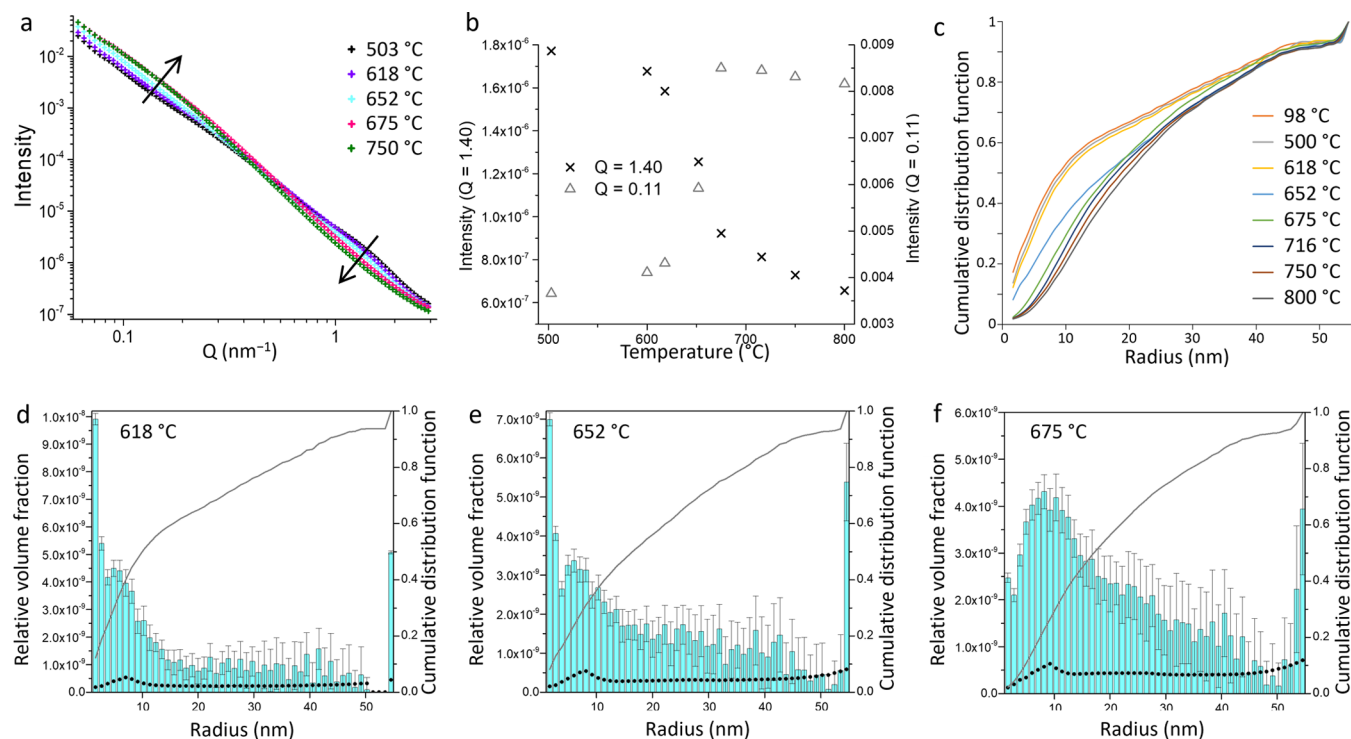 a
10⁻²
10⁻³
10⁻⁴
10⁻⁵
10⁻⁶
10⁻⁷
Intensity
0.1
1
Q (nm⁻¹)
503 °C
618 °C
652 °C
675 °C
750 °C
b
1.8x10⁻⁶
1.6x10⁻⁶
1.4x10⁻⁶
1.2x10⁻⁶
1.0x10⁻⁶
8.0x10⁻⁷
6.0x10⁻⁷
Intensity (Q = 1.40)
Q = 1.40
Q = 0.11
500
600
700
800
Temperature (°C)
0.009
0.008
0.007
0.006
0.005
0.004
0.003
Intensity (Q = 0.11)
c
1
0.8
0.6
0.4
0.2
0
Cumulative distribution function
0
10
20
30
40
50
Radius (nm)
98 °C
500 °C
618 °C
652 °C
675 °C
716 °C
750 °C
800 °C
d
618 °C
1.0x10⁻⁸
9.0x10⁻⁹
8.0x10⁻⁹
7.0x10⁻⁹
6.0x10⁻⁹
5.0x10⁻⁹
4.0x10⁻⁹
3.0x10⁻⁹
2.0x10⁻⁹
1.0x10⁻⁹
0.0
Relative volume fraction
10
20
30
40
50
Radius (nm)
1.0
0.8
0.6
0.4
0.2
0.0
Cumulative distribution function
e
652 °C
7.0x10⁻⁹
6.0x10⁻⁹
5.0x10⁻⁹
4.0x10⁻⁹
3.0x10⁻⁹
2.0x10⁻⁹
1.0x10⁻⁹
0.0
Relative volume fraction
10
20
30
40
50
Radius (nm)
1.0
0.8
0.6
0.4
0.2
0.0
Cumulative distribution function
f
675 °C
6.0x10⁻⁹
5.0x10⁻⁹
4.0x10⁻⁹
3.0x10⁻⁹
2.0x10⁻⁹
1.0x10⁻⁹
0.0
Relative volume fraction
10
20
30
40
50
Radius (nm)
1.0
0.8
0.6
0.4
0.2
0.0
Cumulative distribution function